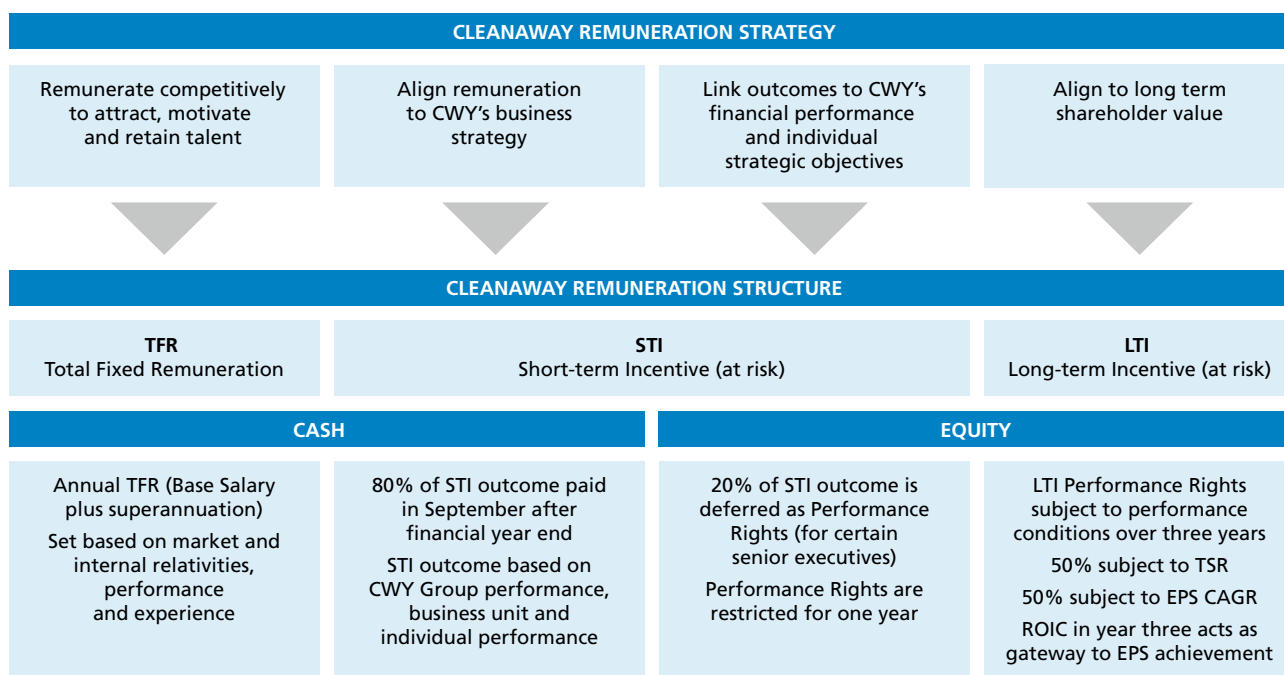 CLEANAWAY REMUNERATION STRATEGY
Remunerate competitively
to attract, motivate
and retain talent
Align remuneration
to CWY's business
strategy
Link outcomes to CWY's
financial performance
and individual
strategic objectives
Align to long term
shareholder value
CLEANAWAY REMUNERATION STRUCTURE
TFR
Total Fixed Remuneration
STI
Short-term Incentive (at risk)
LTI
Long-term Incentive (at risk)
CASH
EQUITY
Annual TFR (Base Salary
plus superannuation)
Set based on market and
internal relativities,
performance
and experience
80% of STI outcome paid
in September after
financial year end
STI outcome based on
CWY Group performance,
business unit and
individual performance
20% of STI outcome is
deferred as Performance
Rights (for certain
senior executives)
Performance Rights are
restricted for one year
LTI Performance Rights
subject to performance
conditions over three years
50% subject to TSR
50% subject to EPS CAGR
ROIC in year three acts as
gateway to EPS achievement